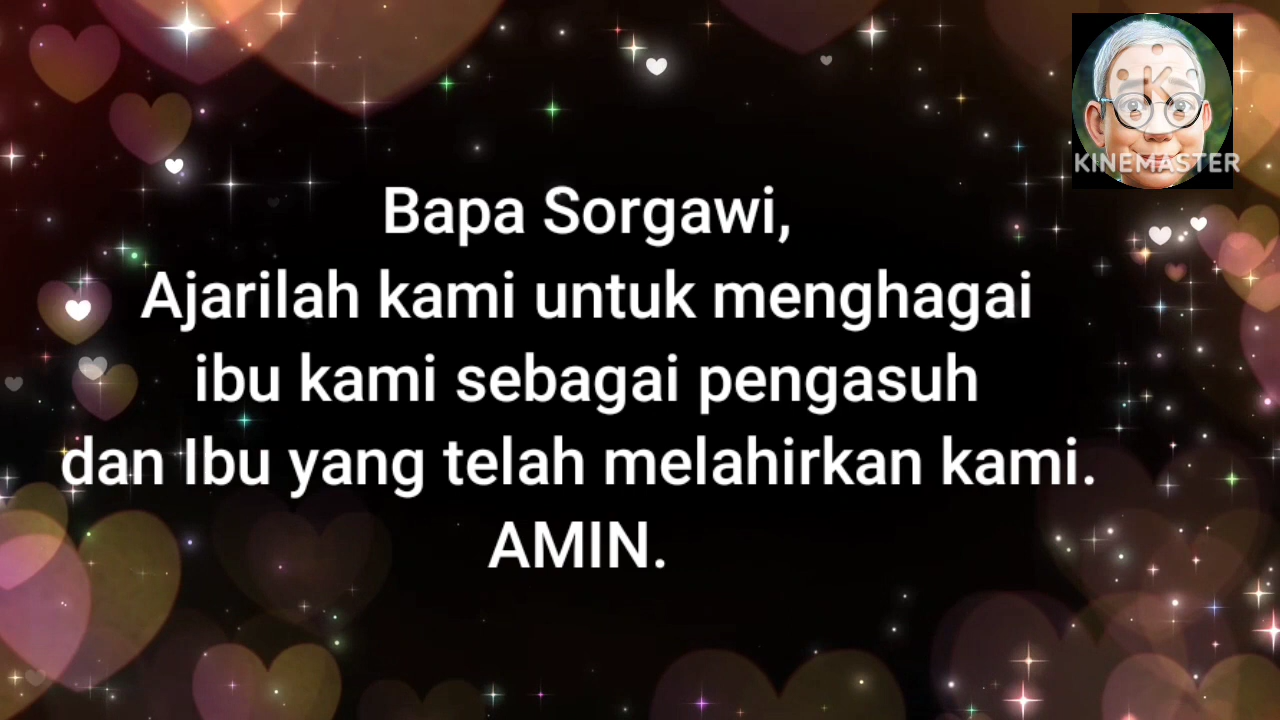 KINEMASTER
Bapa Sorgawi,
Ajarilah kami untuk menghagai
ibu kami sebagai pengasuh
dan Ibu yang telah melahirkan kami.
AMIN.